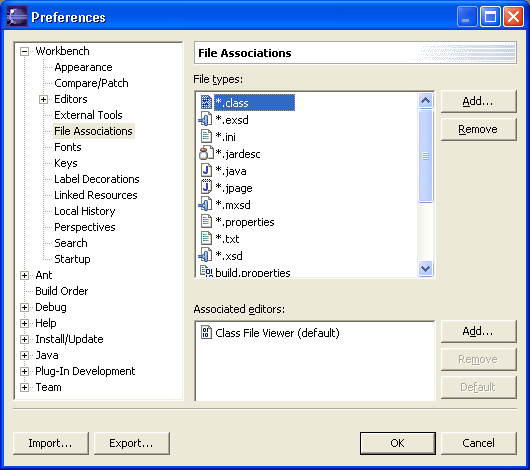 Preferences
Workbench
Appearance
Compare/Patch
Editors
External Tools
File Associations
Fonts
Keys
Label Decorations
Linked Resources
Local History
Perspectives
Search
Startup
Ant
Build Order
Debug
Help
Install/Update
Java
Plug-In Development
Team
File Associations
File types:
*.class
*.exsd
*.ini
*.jardesc
*.java
*.jpage
*.mxsd
*.properties
*.txt
*.xsd
build.properties
Add...
Remove
Associated editors:
Class File Viewer (default)
Add...
Remove
Default
Import...
Export...
OK
Cancel